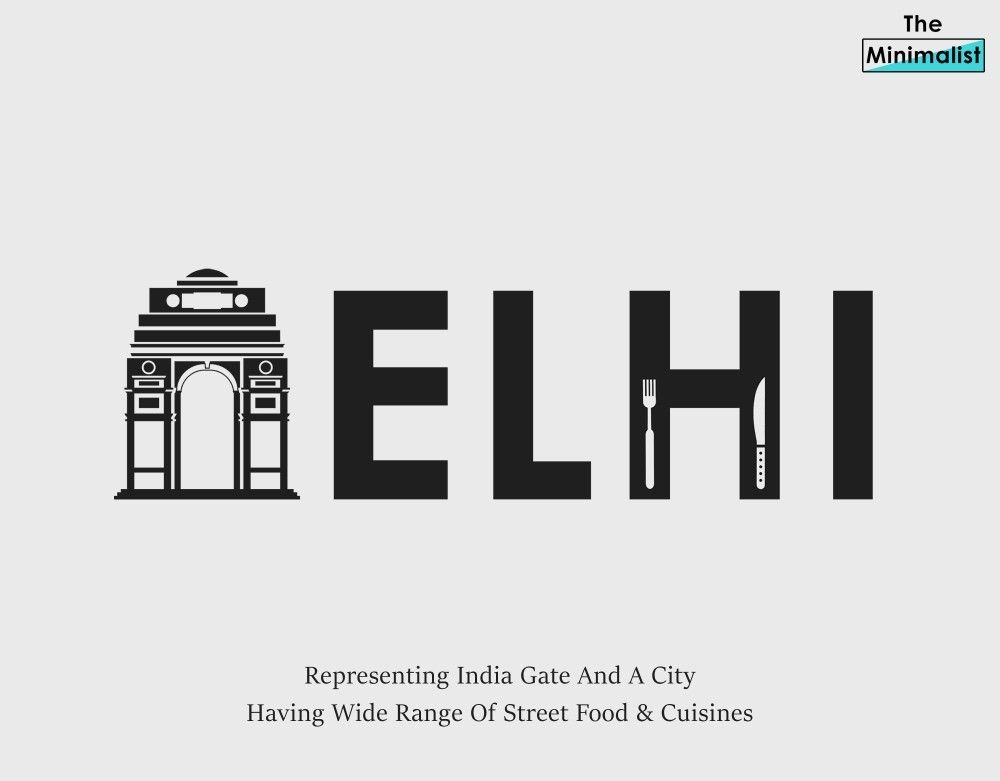 The
Minimalist
ELHI
Representing India Gate And A City
Having Wide Range Of Street Food & Cuisines